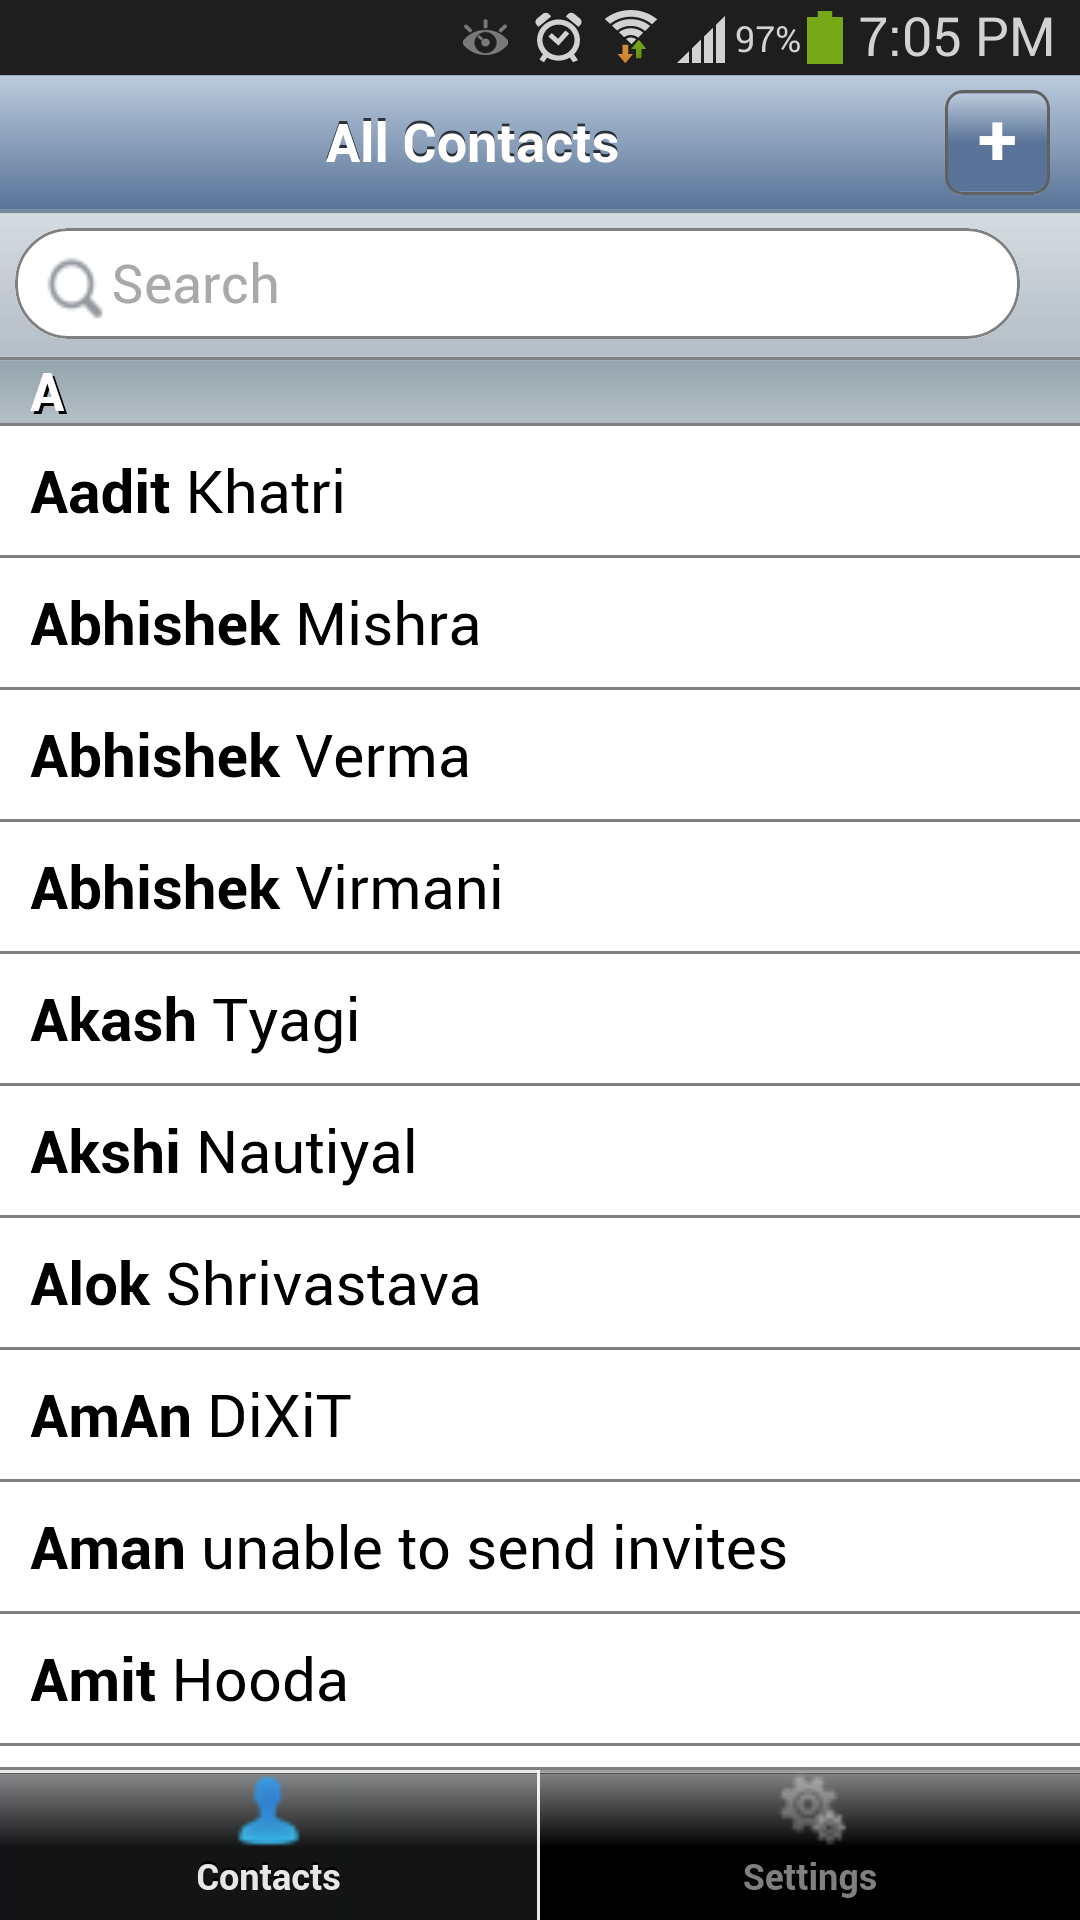 97% 7:05 PM
All Contacts +
Search
A
Aadit Khatri
Abhishek Mishra
Abhishek Verma
Abhishek Virmani
Akash Tyagi
Akshi Nautiyal
Alok Shrivastava
AmAn DiXiT
Aman unable to send invites
Amit Hooda
Contacts Settings